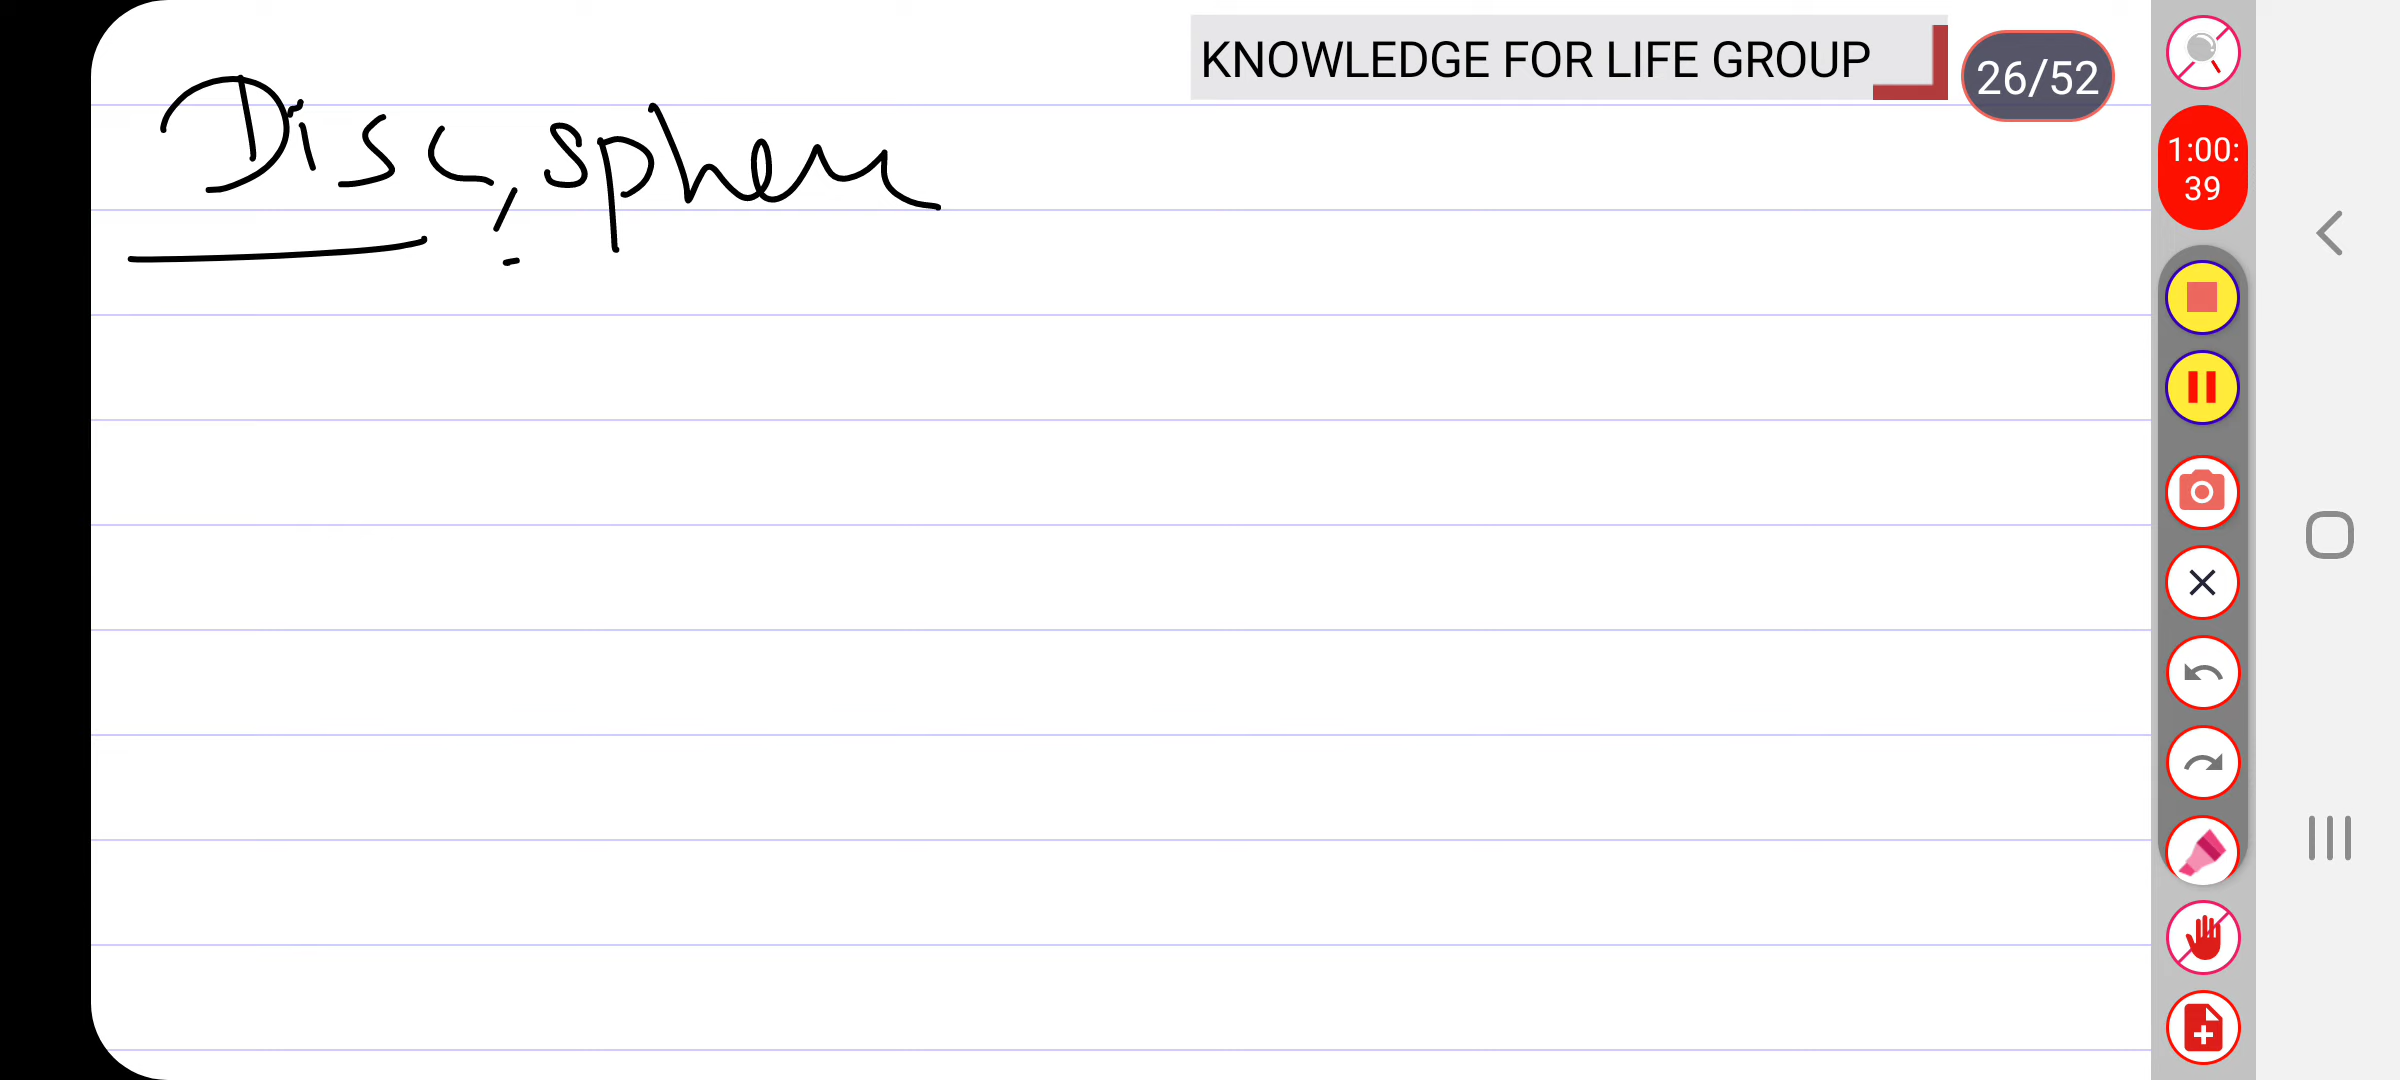 KNOWLEDGE FOR LIFE GROUP
26/52
Disc, sphere
1:00:
39